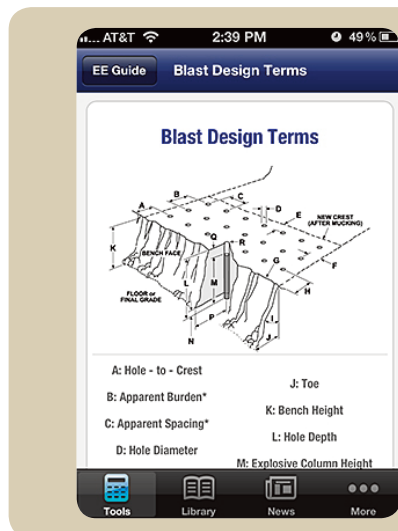 AT&T 2:39 PM 49%
EE Guide Blast Design Terms
Blast Design Terms
A B C D E
NEW CREST
(AFTER MUCKING)
Q R F
K BENCH FACE G
L M H
FLOOR or
FINAL GRADE
P I
N J
A: Hole - to - Crest
B: Apparent Burden*
C: Apparent Spacing*
D: Hole Diameter
J: Toe
K: Bench Height
L: Hole Depth
M: Explosive Column Height
Tools Library News More